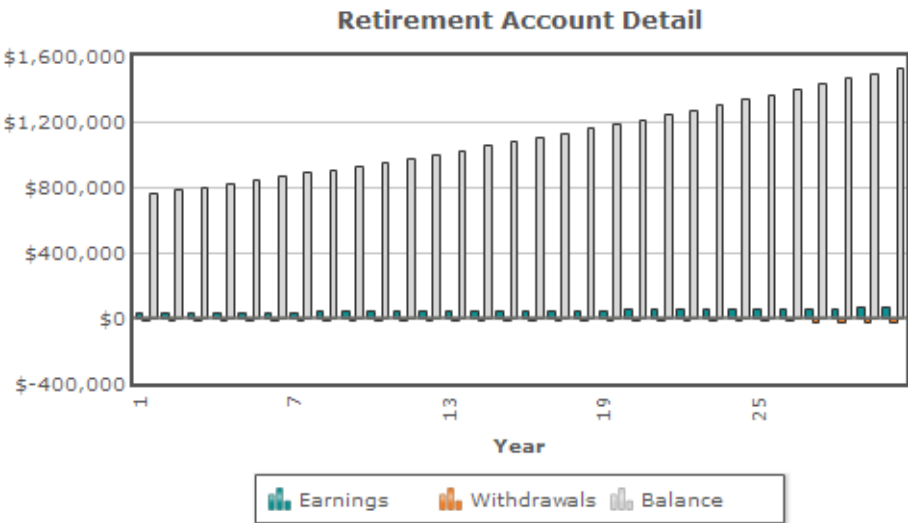 Retirement Account Detail
$1,600,000
$1,200,000
$800,000
$400,000
$0
$-400,000
1 7 13 19 25
Year
Earnings Withdrawals Balance